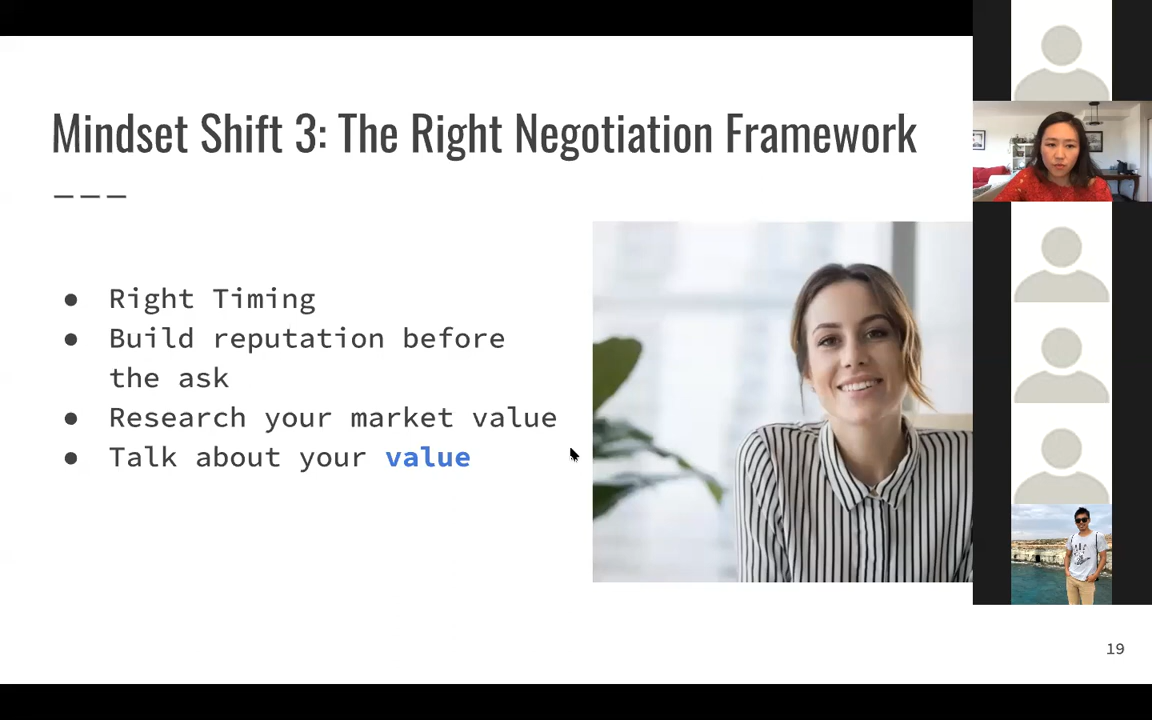 Mindset Shift 3: The Right Negotiation Framework
● Right Timing
● Build reputation before
the ask
● Research your market value
● Talk about your value
19